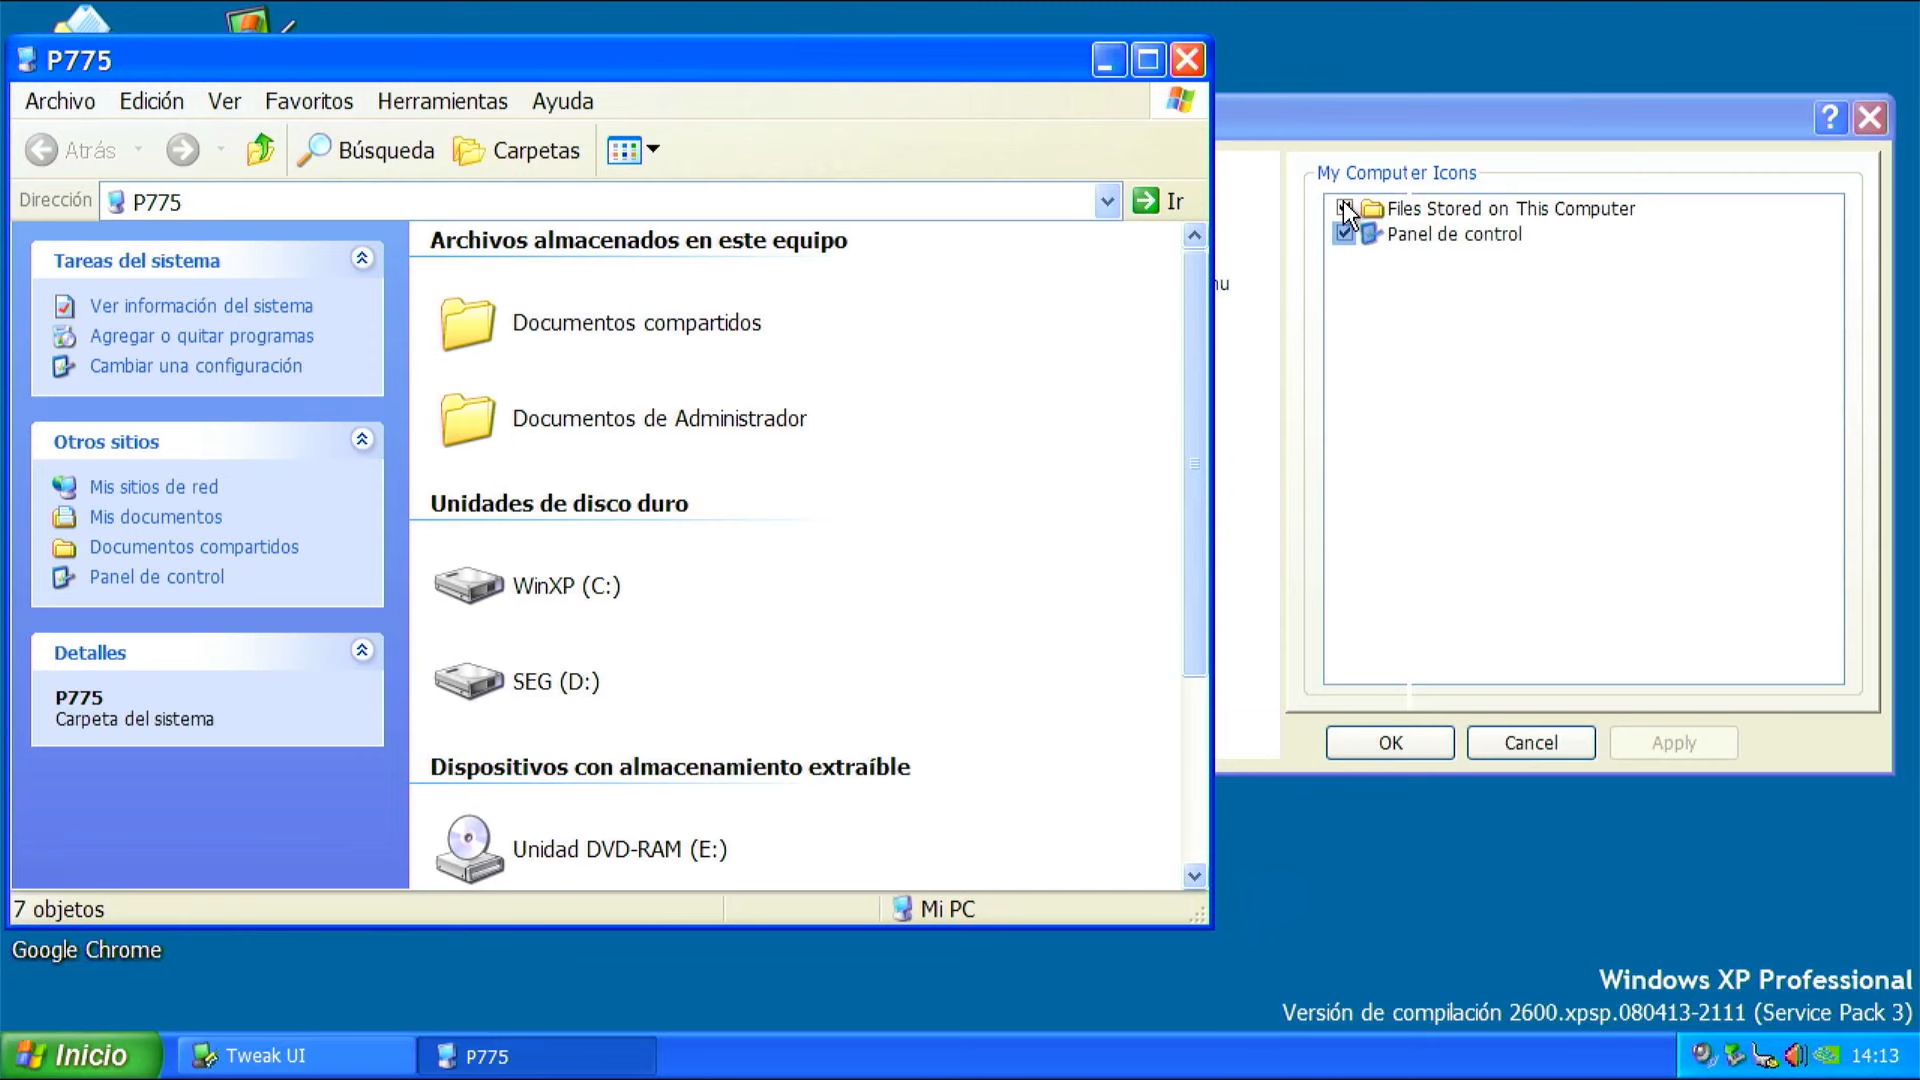 P775
Archivo Edición Ver Favoritos Herramientas Ayuda
Atrás Búsqueda Carpetas
Dirección P775 Ir
Tareas del sistema
Ver información del sistema
Agregar o quitar programas
Cambiar una configuración
Otros sitios
Mis sitios de red
Mis documentos
Documentos compartidos
Panel de control
Detalles
P775
Carpeta del sistema
Archivos almacenados en este equipo
Documentos compartidos
Documentos de Administrador
Unidades de disco duro
WinXP (C:)
SEG (D:)
Dispositivos con almacenamiento extraíble
Unidad DVD-RAM (E:)
7 objetos
Mi PC
My Computer Icons
Files Stored on This Computer
Panel de control
OK Cancel Apply
Google Chrome
Windows XP Professional
Versión de compilación 2600.xpsp.080413-2111 (Service Pack 3)
Inicio Tweak UI P775 14:13